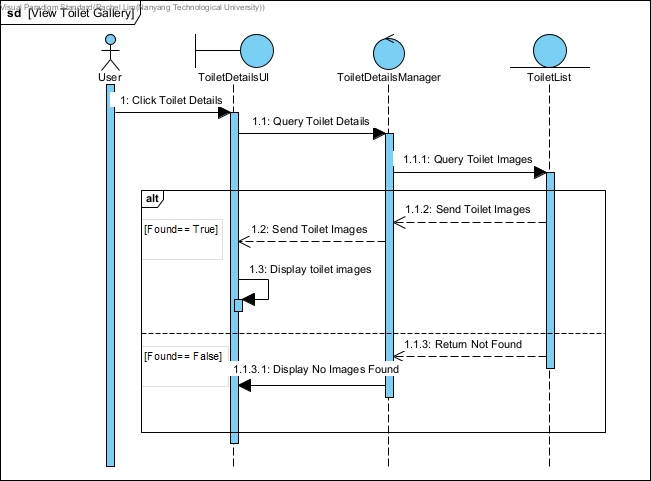 Visual Paradigm Standard(Rachel Lim(Nanyang Technological University))
sd [View Toilet Gallery]
User
ToiletDetailsUI
ToiletDetailsManager
ToiletList
1: Click Toilet Details
1.1: Query Toilet Details
1.1.1: Query Toilet Images
alt
1.1.2: Send Toilet Images
[Found== True]
1.2: Send Toilet Images
1.3: Display toilet images
1.1.3: Return Not Found
[Found== False]
1.1.3.1: Display No Images Found